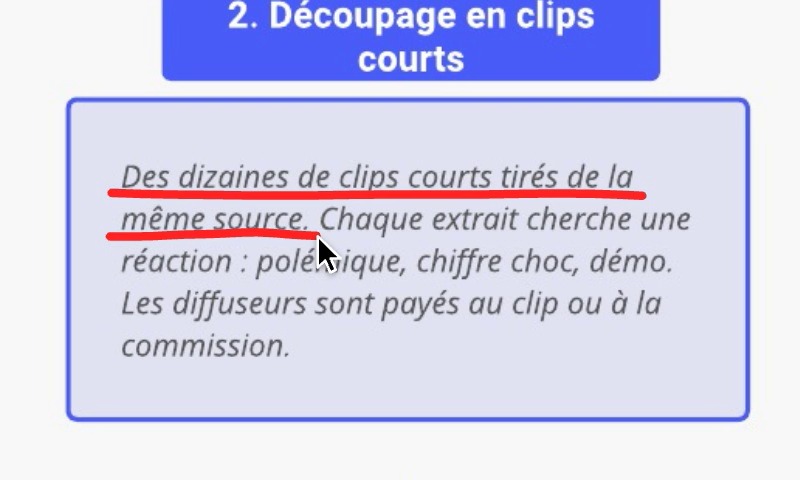 2. Découpage en clips
courts
Des dizaines de clips courts tirés de la
même source. Chaque extrait cherche une
réaction : polémique, chiffre choc, démo.
Les diffuseurs sont payés au clip ou à la
commission.